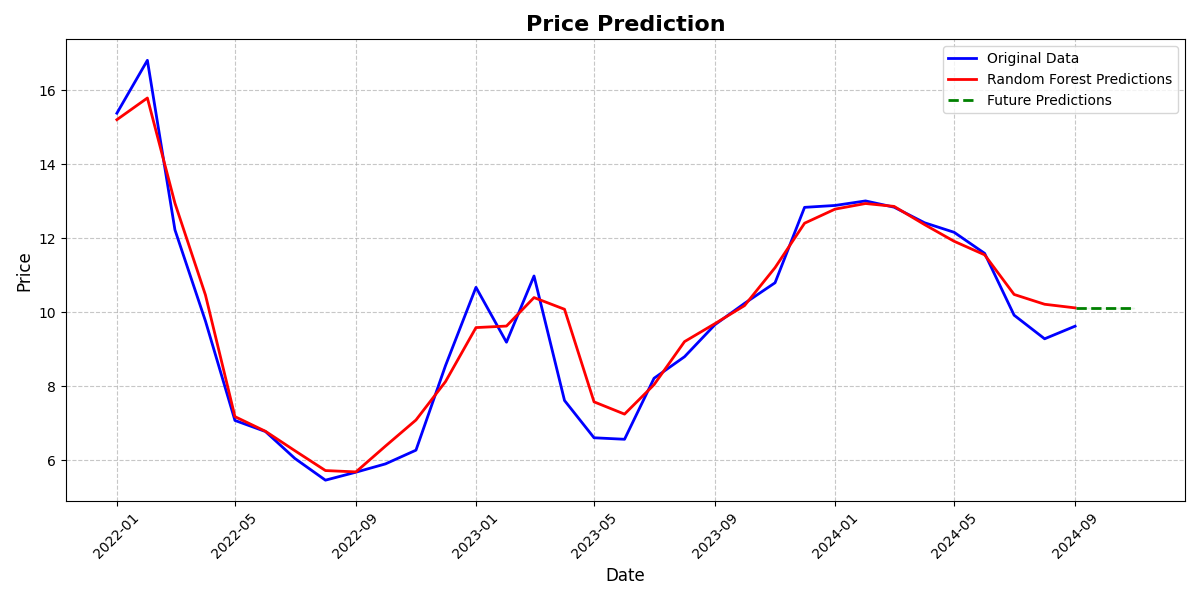 Price Prediction
Original Data
Random Forest Predictions
Future Predictions
Price
16
14
12
10
8
6
2022-01
2022-05
2022-09
2023-01
2023-05
2023-09
2024-01
2024-05
2024-09
Date